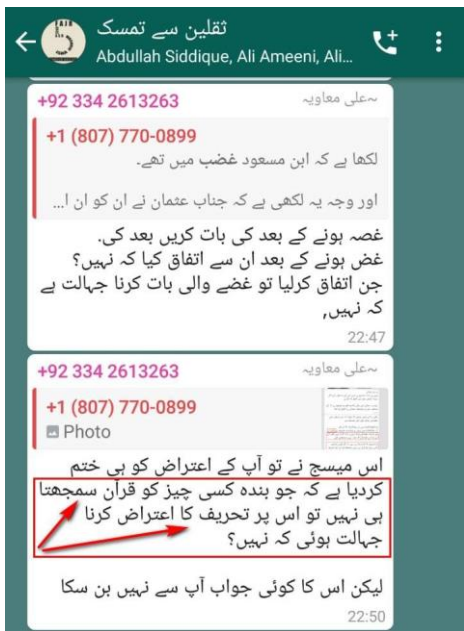 ثقلین سے تمسک
Abdullah Siddique, Ali Ameeni, Ali...
+92 334 2613263
~علی معاویہ
+1 (807) 770-0899
لکھا ہے کہ ابن مسعود غضب میں تھے۔
اور وجہ یہ لکھی ہے کہ جناب عثمان نے ان کو ان ا...
غصہ ہونے کے بعد کی بات کریں بعد کی.
غض ہونے کے بعد ان سے اتفاق کیا کہ نہیں؟
جن اتفاق کرلیا تو غضے والی بات کرنا جہالت ہے
کہ نہیں,
22:47
+92 334 2613263
~علی معاویہ
+1 (807) 770-0899
Photo
اس میسج نے تو آپ کے اعتراض کو ہی ختم
کردیا ہے کہ جو بندہ کسی چیز کو قرآن سمجھتا
ہی نہیں تو اس پر تحریف کا اعتراض کرنا
جہالت ہوئی کہ نہیں؟
لیکن اس کا کوئی جواب آپ سے نہیں بن سکا
22:50